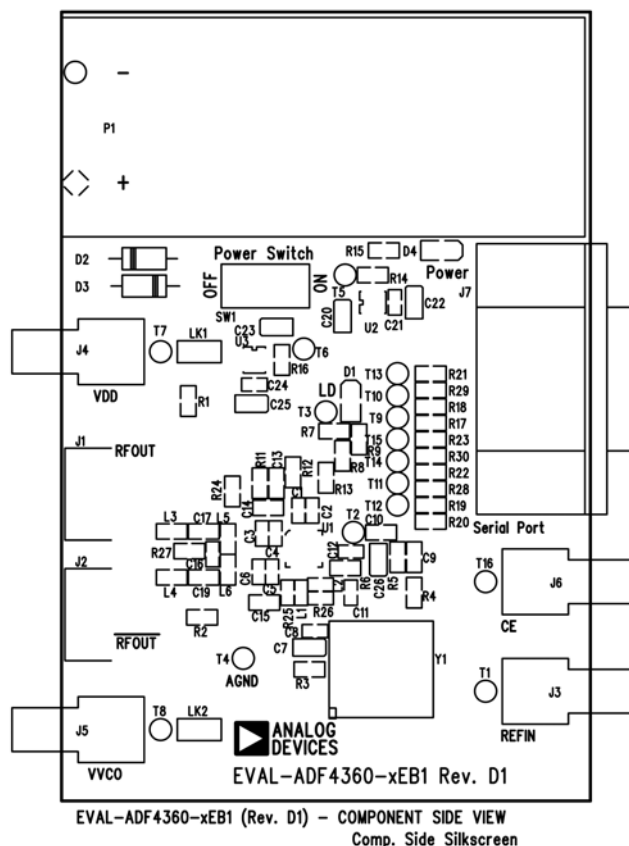 -
P1
+
R15
D4
D2
Power Switch
Power
D3
OFF
ON
T5
R14
J7
SW1
C20
U2
C21
C22
C23
T7
LK1
U3
T6
J4
R16
VDD
C24
D1
T13
R21
LD
T10
R29
R1
C25
T3
T9
R18
R7
R17
J1
RFOUT
T15
R23
R9
R8
T14
R30
R11
C13
R12
R22
R24
R13
T11
R28
C14
C1
C2
T12
R19
T2
C10
R20
Serial Port
L3
C17
L5
C3
U1
R27
C4
C12
C9
J2
C16
C6
T16
J6
L4
C19
L6
C5
R6
C26
R5
R4
C15
R25
L1
L2
R26
C11
CE
R2
C8
RFOUT
C7
T4
Y1
T1
J3
AGND
R3
REFIN
J5
T8
LK2
VVCO
ANALOG
DEVICES
EVAL-ADF4360-xEB1 Rev. D1
EVAL-ADF4360-xEB1 (Rev. D1) - COMPONENT SIDE VIEW
Comp. Side Silkscreen